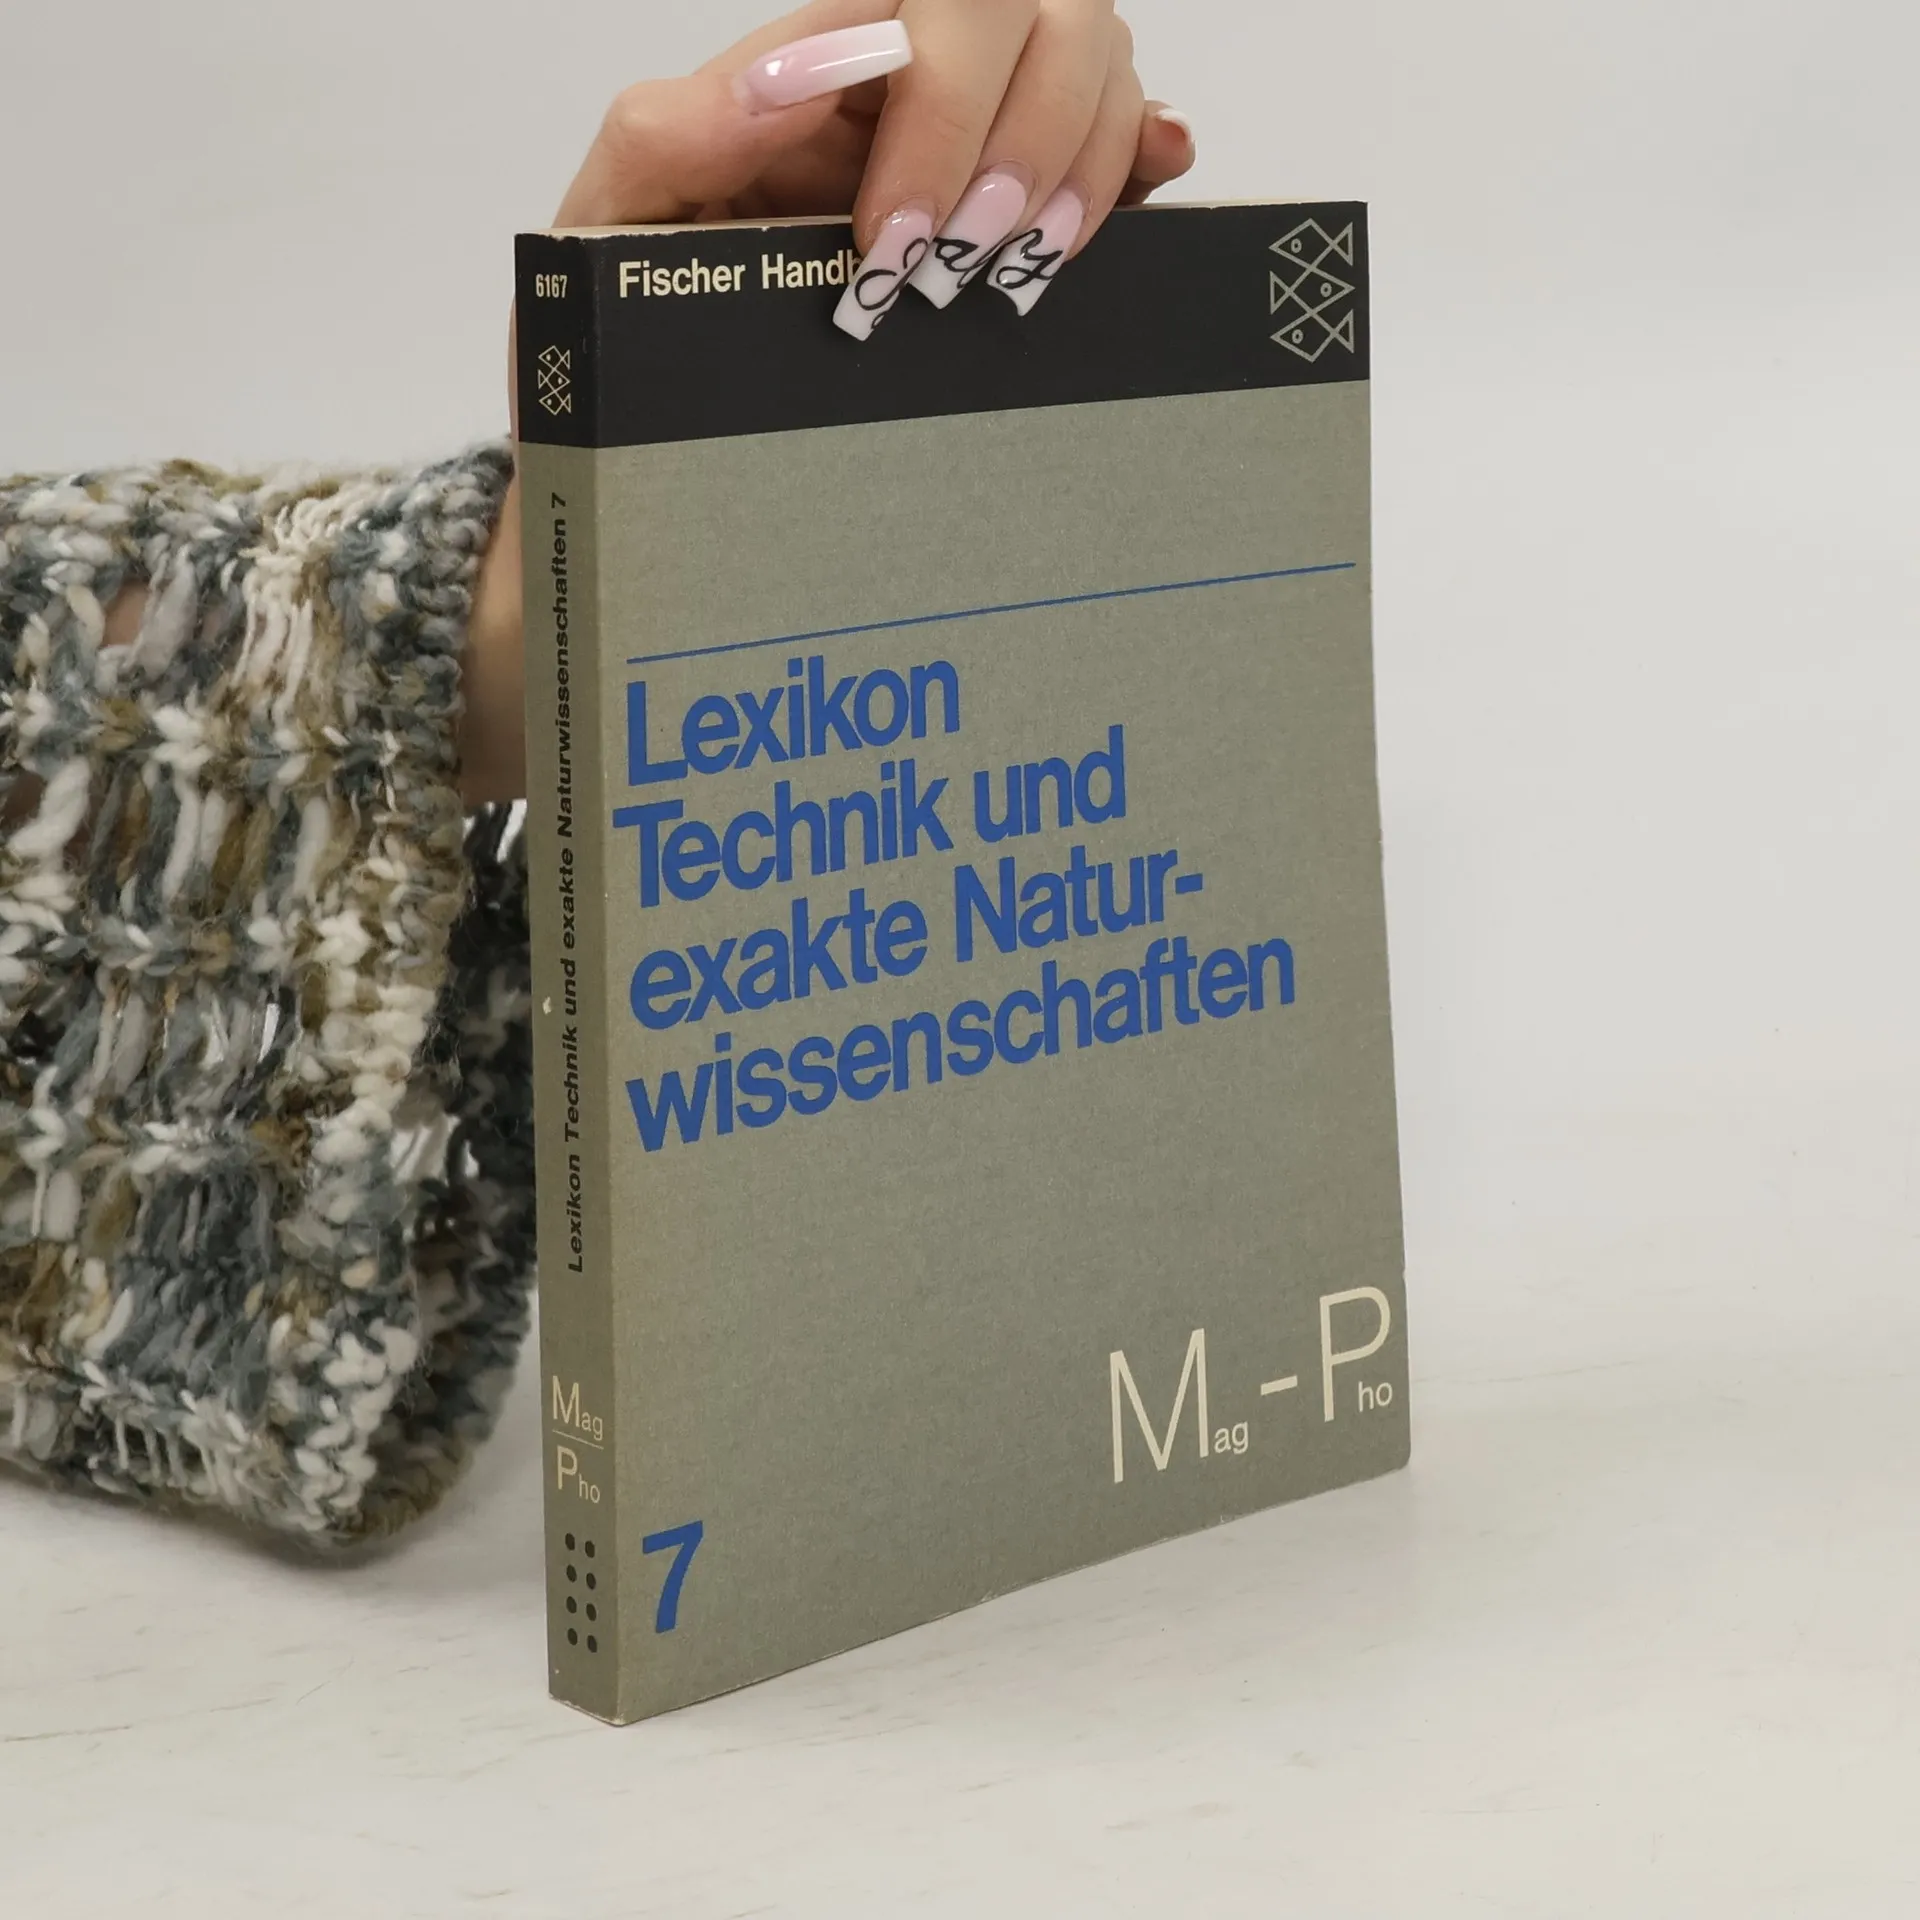 6167
Fischer Handb
Lexikon Technik und exakte Naturwissenschaften 7
Lexikon
Technik und
exakte Natur-
wissenschaften
Mag
Pho
Mag - Pho
7